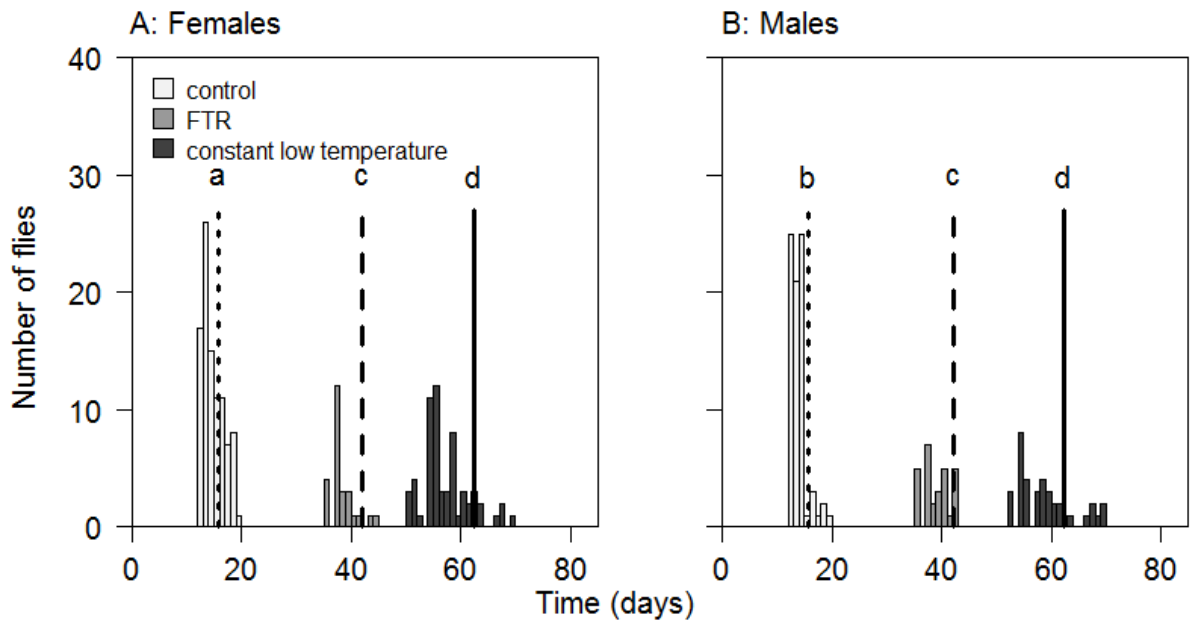 A: Females
B: Males
40
30
20
10
0
Number of flies
control
FTR
constant low temperature
a
c
d
b
c
d
0
20
40
60
80
0
20
40
60
80
Time (days)